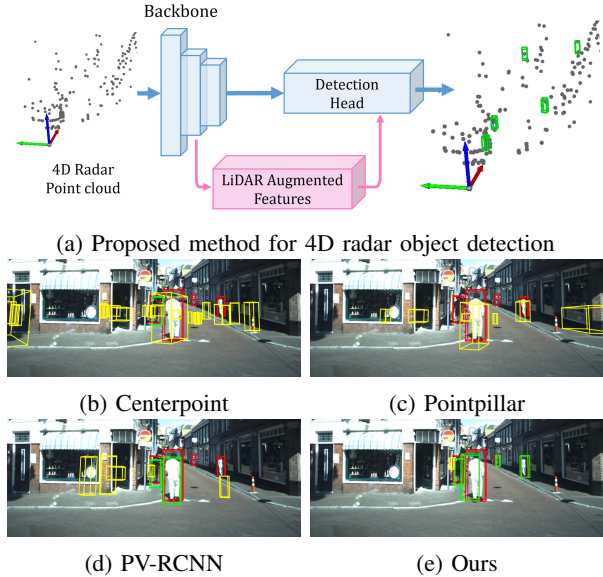 Backbone
Detection
Head
4D Radar
Point cloud
LiDAR Augmented
Features
(a) Proposed method for 4D radar object detection
(b) Centerpoint
(c) Pointpillar
(d) PV-RCNN
(e) Ours